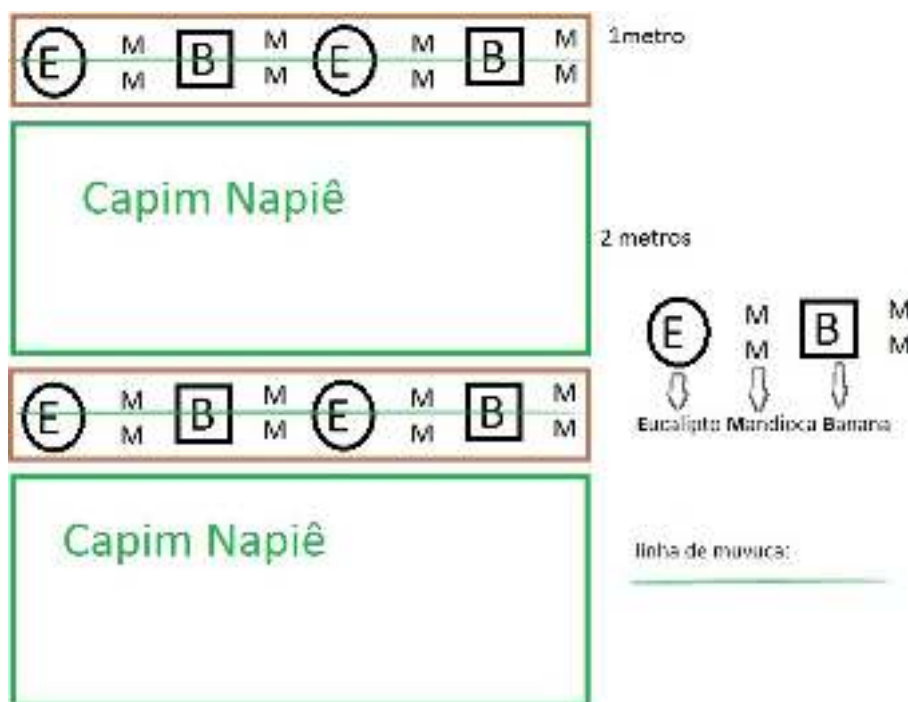 E M B M E M B M 1metro
M M M M
Capim Napiê
2 metros
E M B M
M M
Eucalipto Mandioca Banana
E M B M E M B M
M M M M
Capim Napiê
linha de muvuca: